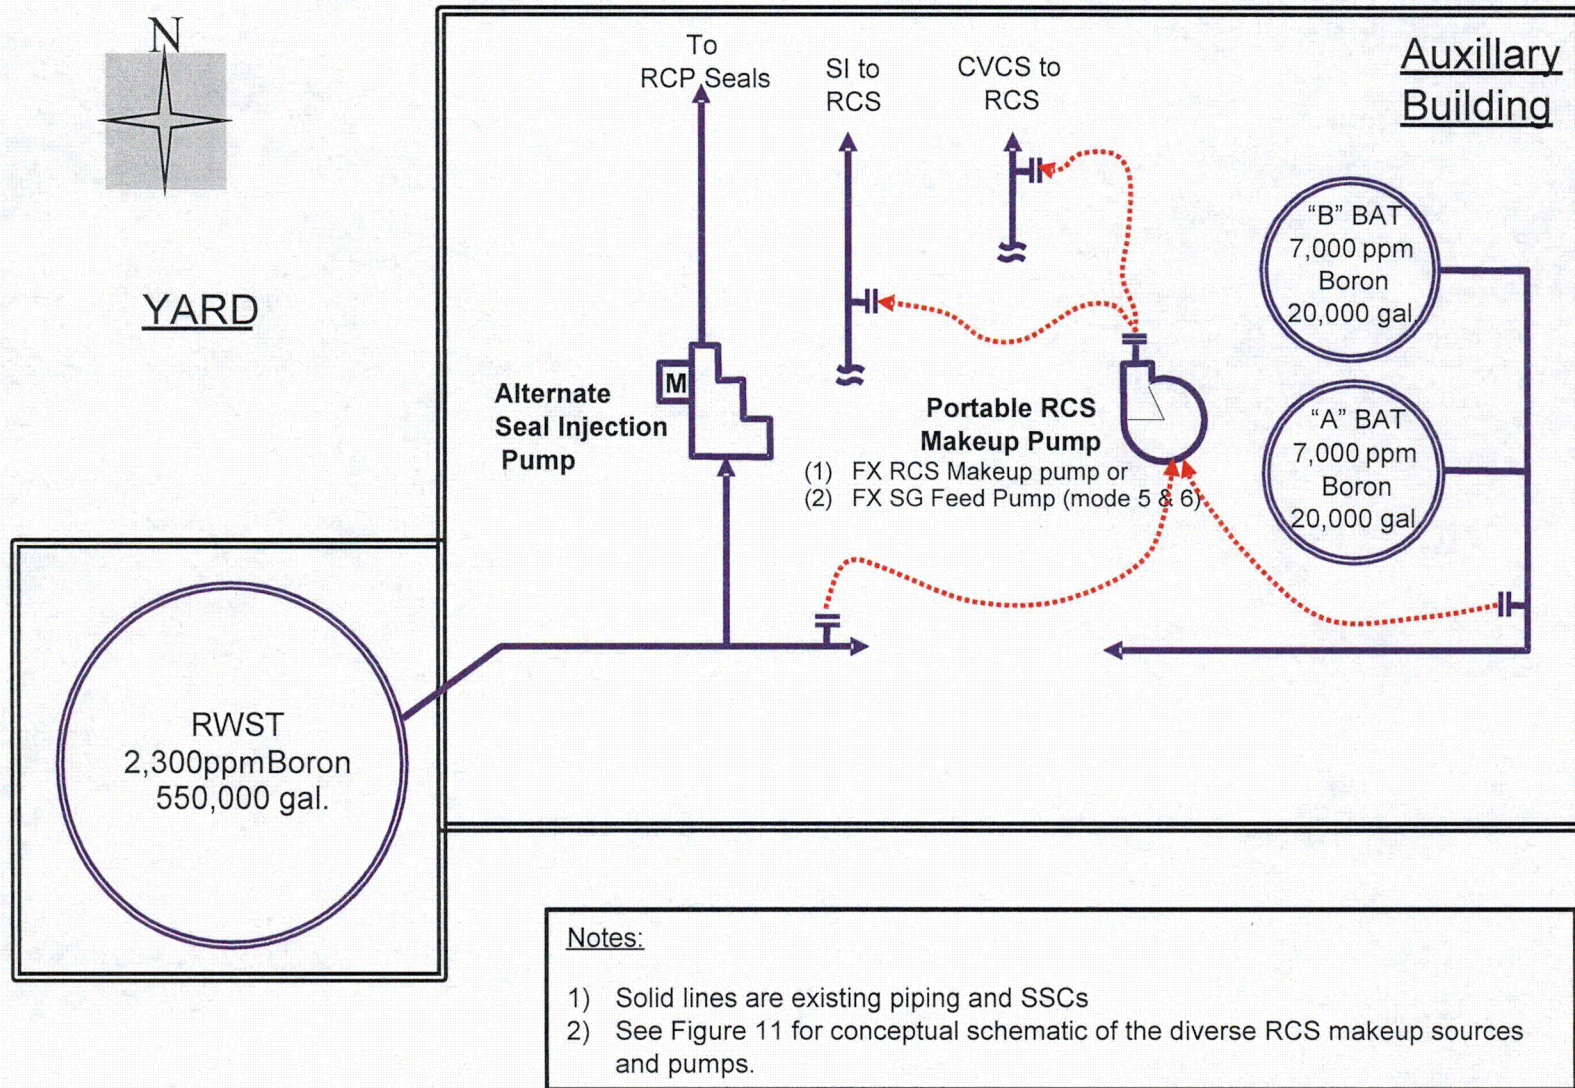 N
To
RCP Seals
SI to
RCS
CVCS to
RCS
Auxillary
Building
YARD
"B" BAT
7,000 ppm
Boron
20,000 gal.
M
Alternate
Seal Injection
Pump
Portable RCS
Makeup Pump
(1) FX RCS Makeup pump or
(2) FX SG Feed Pump (mode 5 & 6)
"A" BAT
7,000 ppm
Boron
20,000 gal
RWST
2,300ppmBoron
550,000 gal.
Notes:
1) Solid lines are existing piping and SSCs
2) See Figure 11 for conceptual schematic of the diverse RCS makeup sources
and pumps.